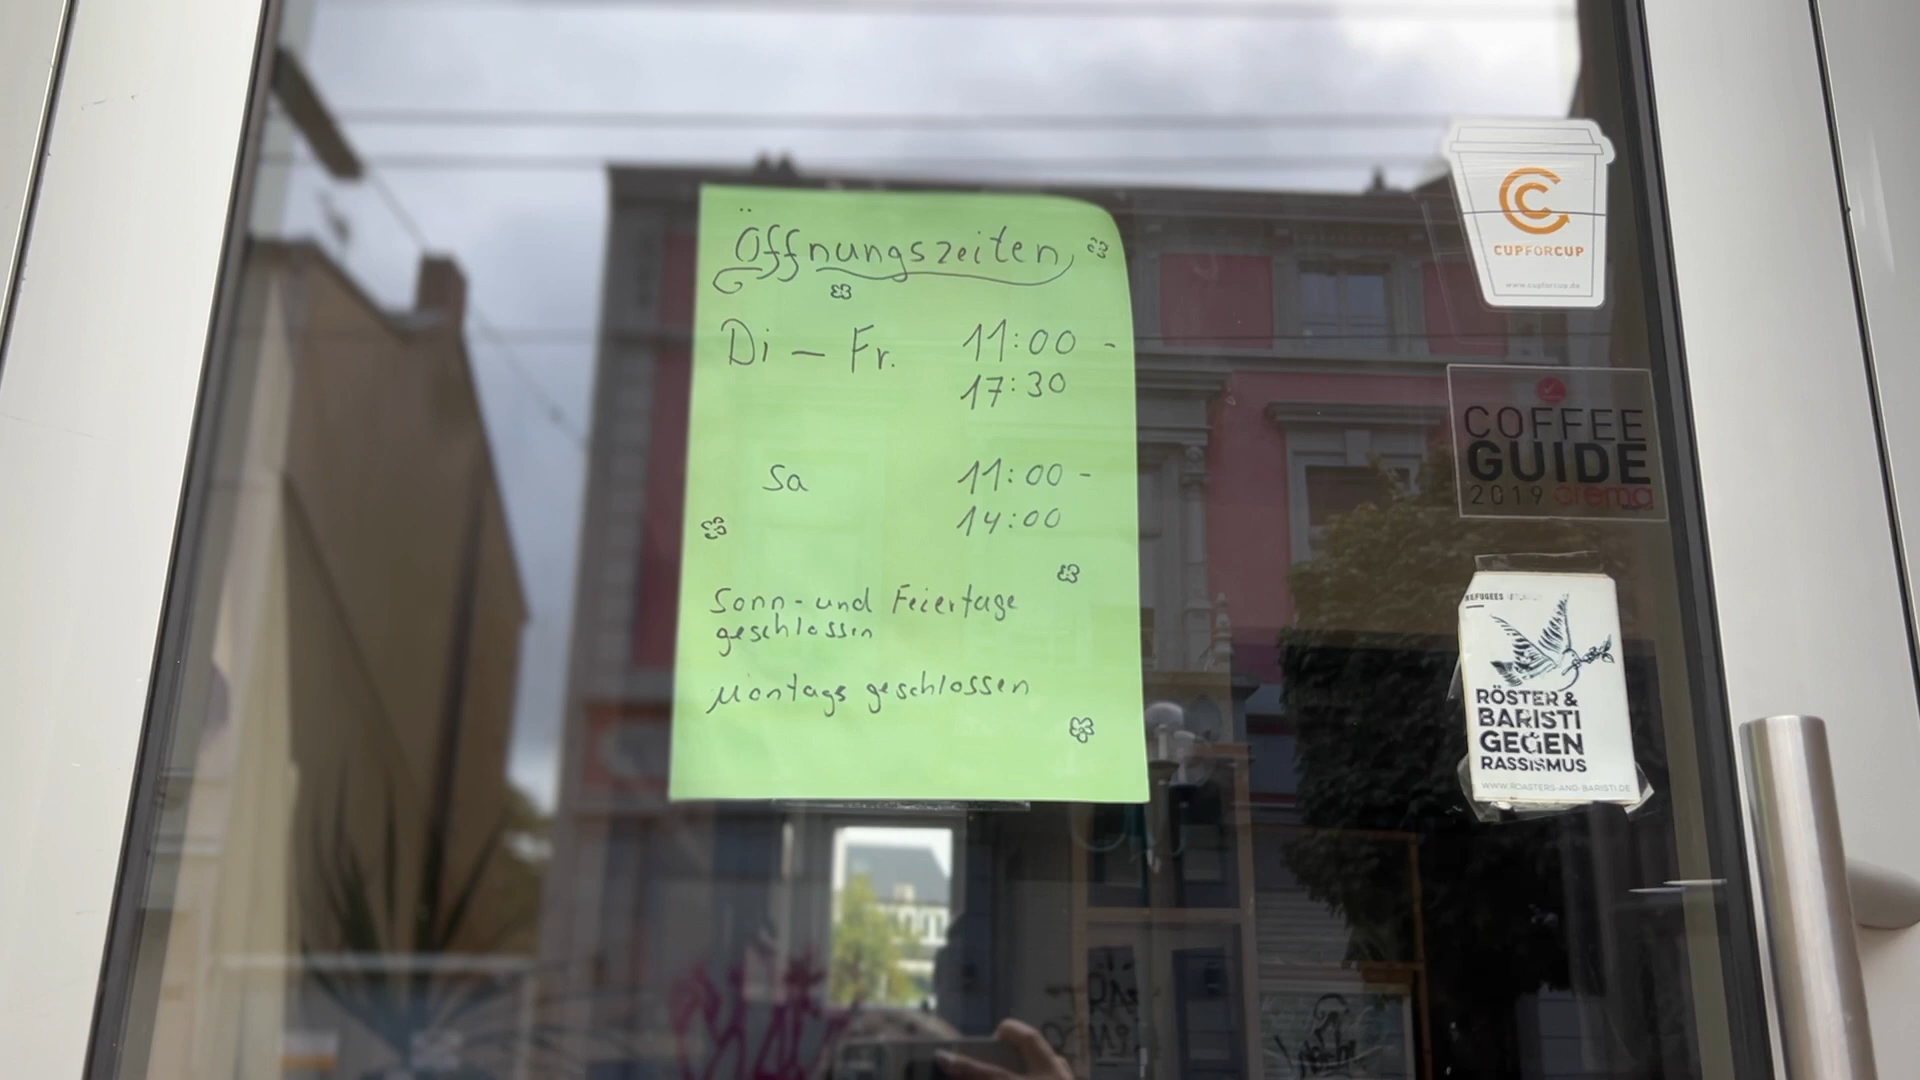 Öffnungszeiten
Di - Fr. 11:00 -
17:30
Sa 11:00 -
14:00
Sonn- und Feiertage
geschlossen
Montags geschlossen
CUPFORCUP
www.cupforcup.de
COFFEE
GUIDE
2019 crema
REFUGEES
RÖSTER &
BARISTI
GEGEN
RASSISMUS
WWW.ROASTERS-AND-BARISTI.DE